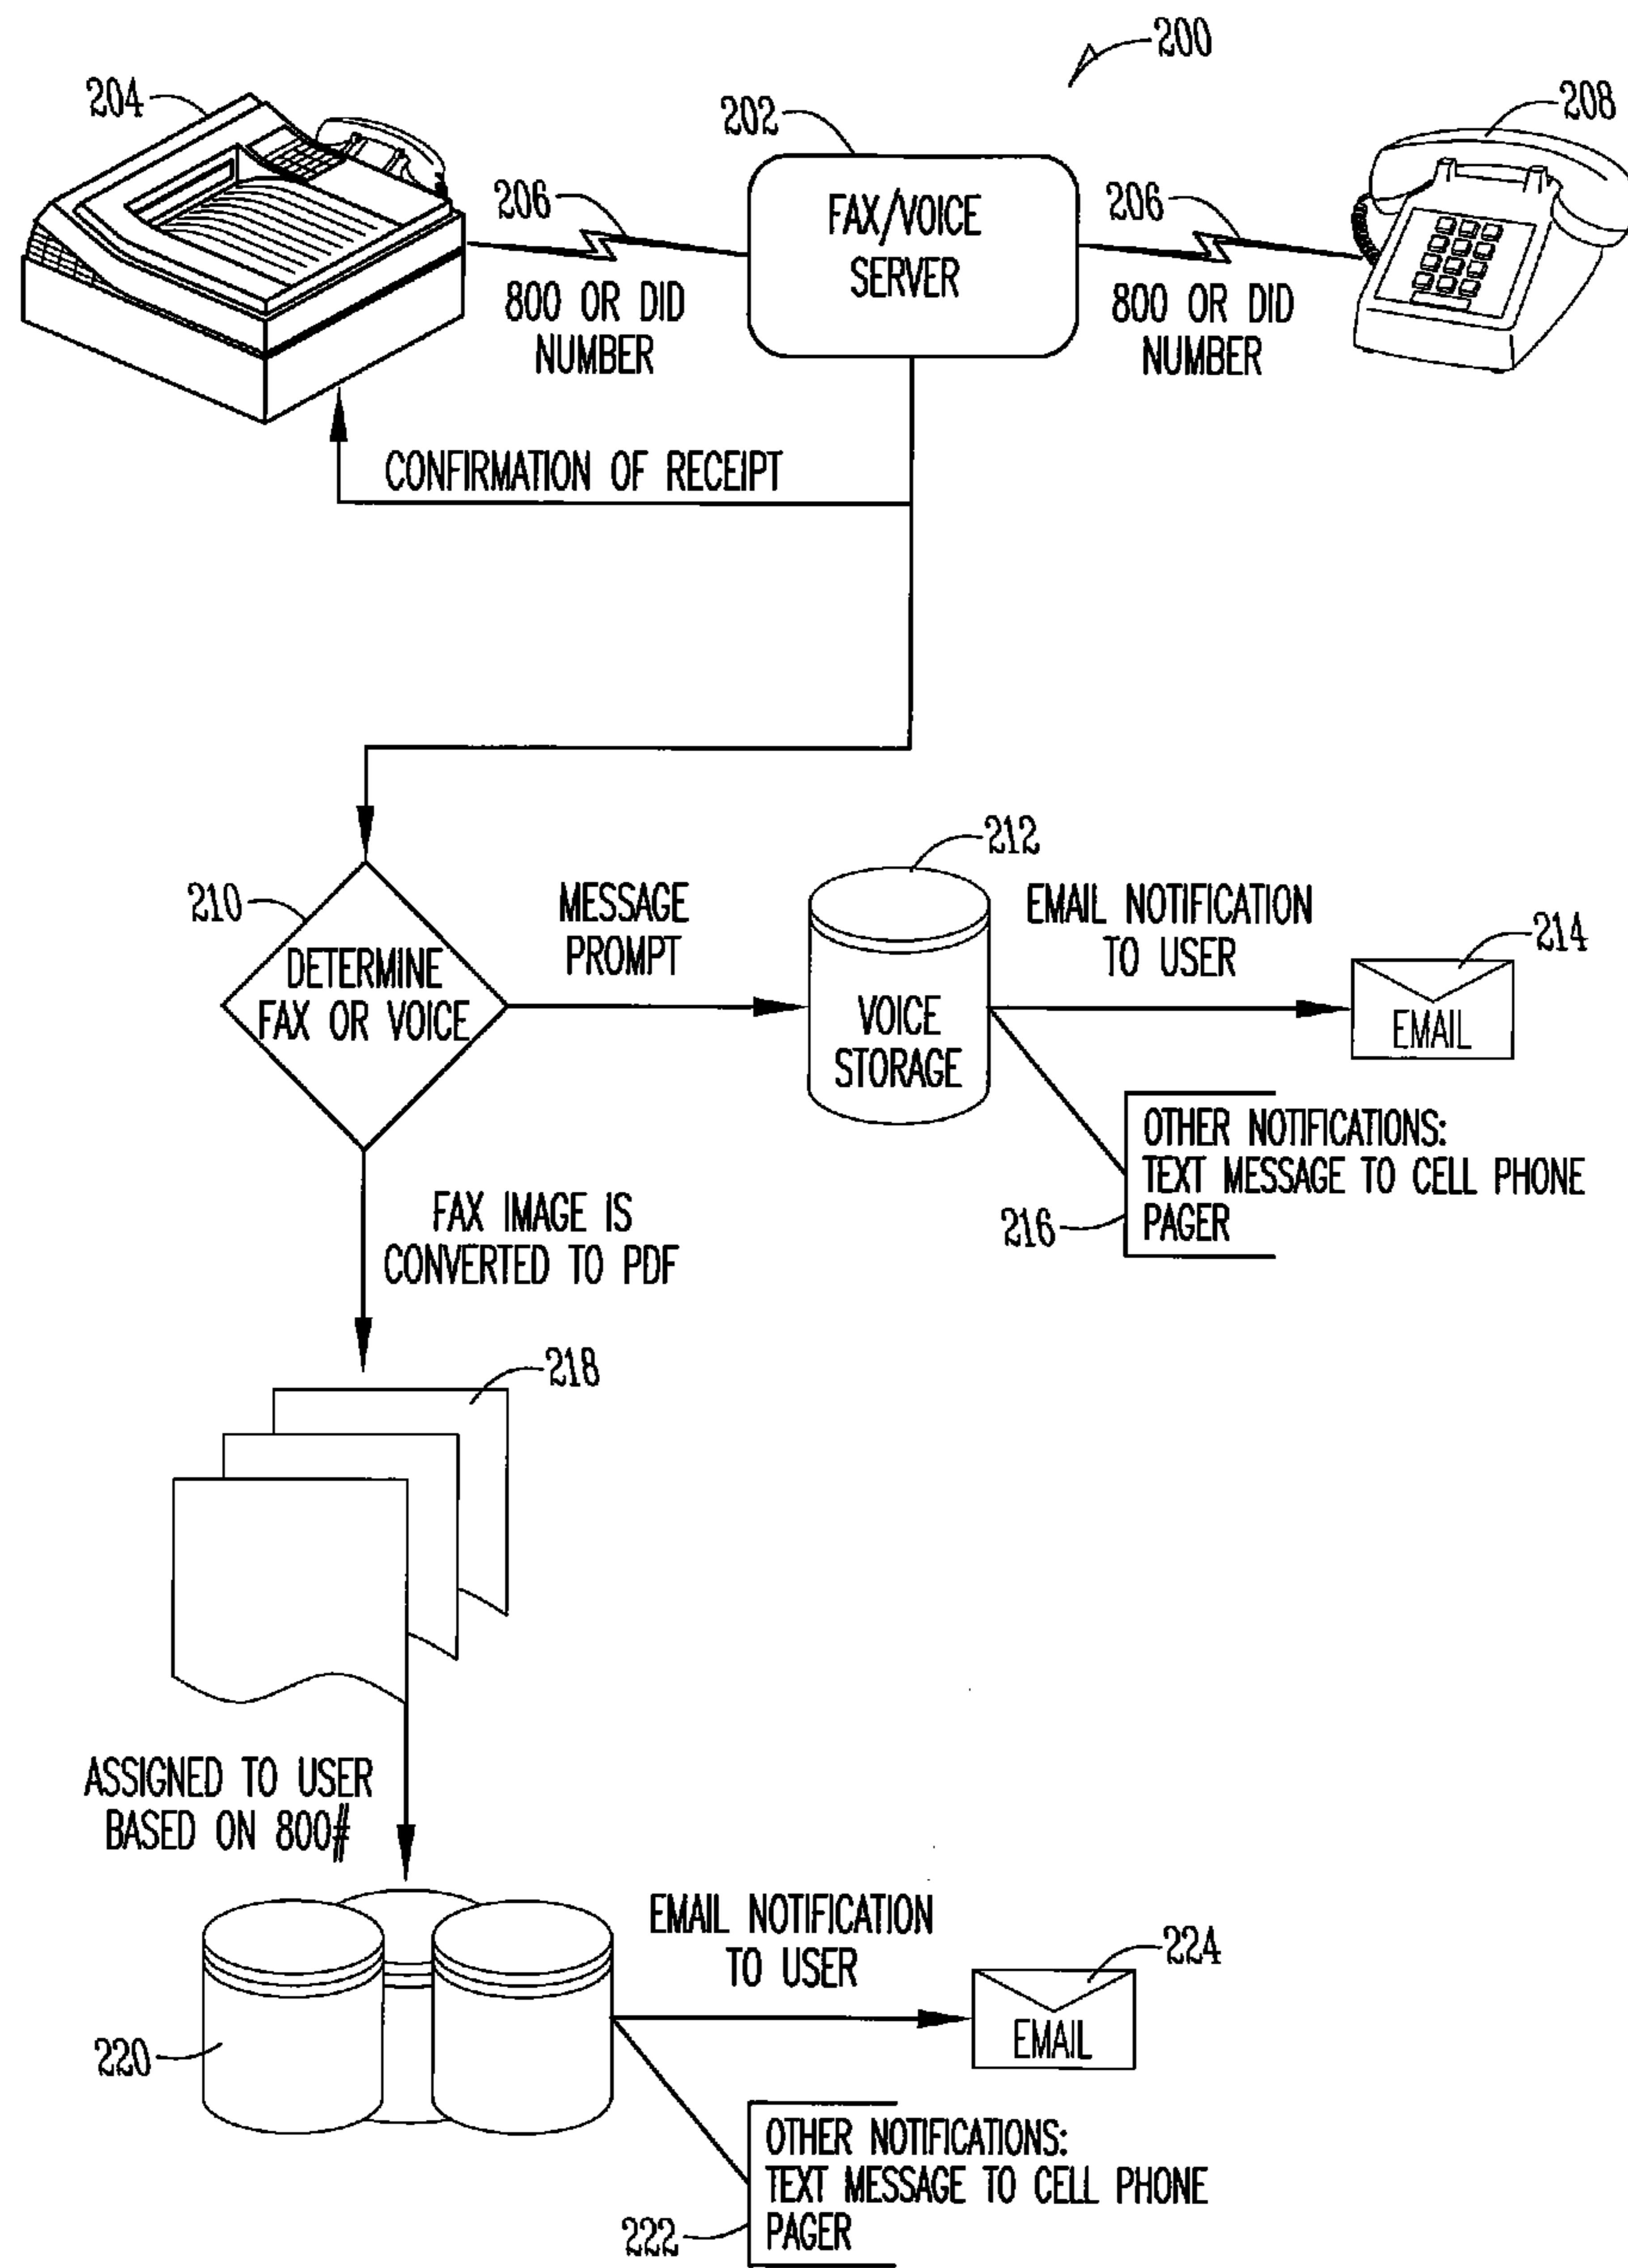 200
204
202
208
206
206
FAX/VOICE
SERVER
800 OR DID
NUMBER
800 OR DID
NUMBER
CONFIRMATION OF RECEIPT
212
210
MESSAGE
PROMPT
EMAIL NOTIFICATION
TO USER
214
DETERMINE
FAX OR VOICE
VOICE
STORAGE
EMAIL
OTHER NOTIFICATIONS:
TEXT MESSAGE TO CELL PHONE
PAGER
216
FAX IMAGE IS
CONVERTED TO PDF
218
ASSIGNED TO USER
BASED ON 800#
EMAIL NOTIFICATION
TO USER
224
EMAIL
220
OTHER NOTIFICATIONS:
TEXT MESSAGE TO CELL PHONE
PAGER
222